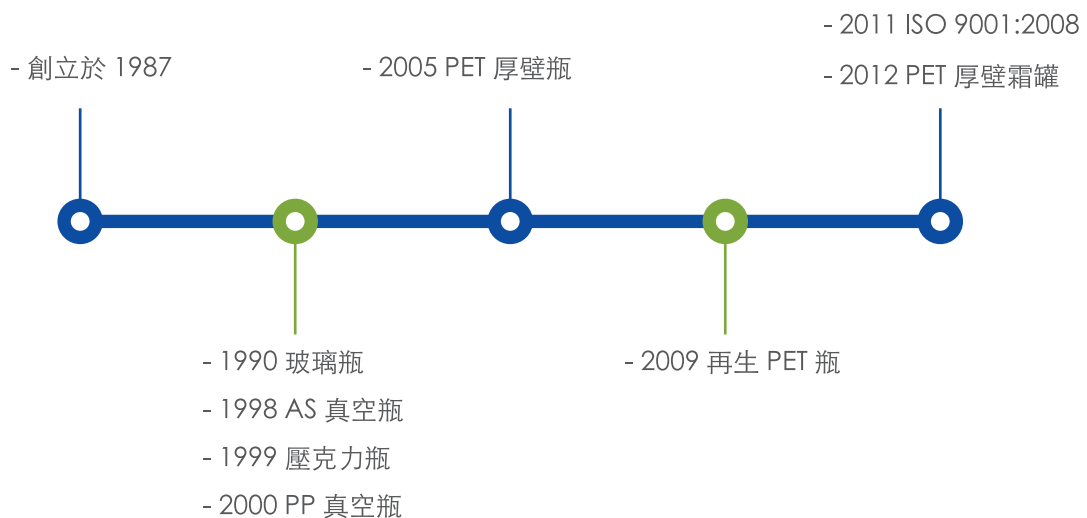 - 創立於 1987
- 1990 玻璃瓶
- 1998 AS 真空瓶
- 1999 壓克力瓶
- 2000 PP 真空瓶
- 2005 PET 厚壁瓶
- 2009 再生 PET 瓶
- 2011 ISO 9001:2008
- 2012 PET 厚壁霜罐